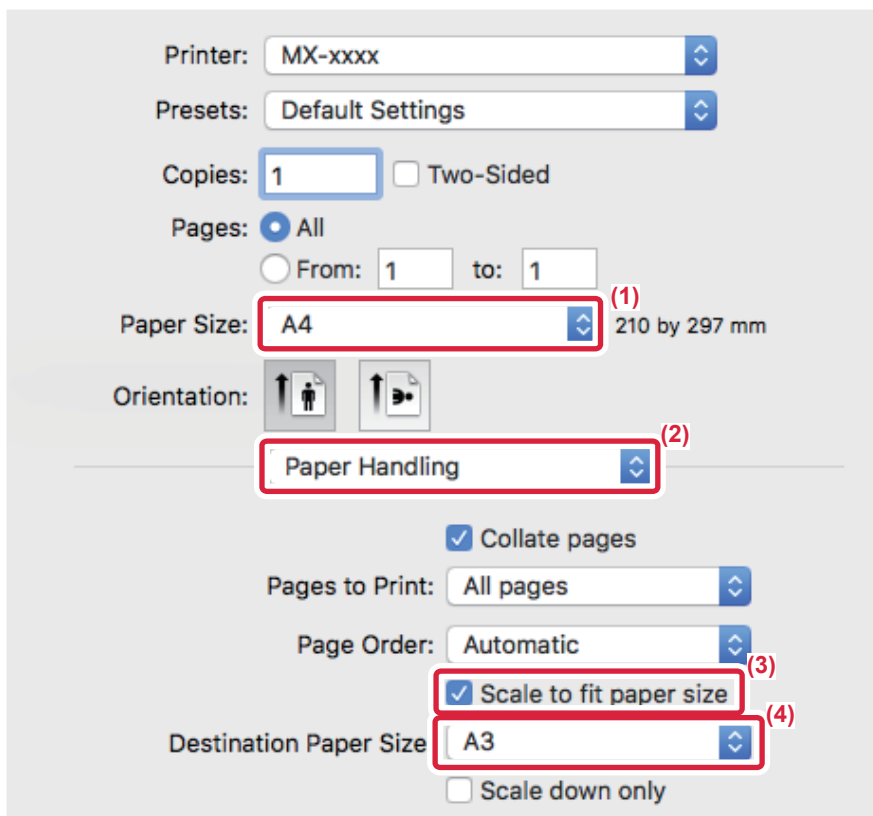 Printer: MX-xxxx
Presets: Default Settings
Copies: 1 Two-Sided
Pages: All
From: 1 to: 1
(1)
Paper Size: A4 210 by 297 mm
Orientation:
(2)
Paper Handling
Collate pages
Pages to Print: All pages
Page Order: Automatic
(3)
Scale to fit paper size
(4)
Destination Paper Size A3
Scale down only